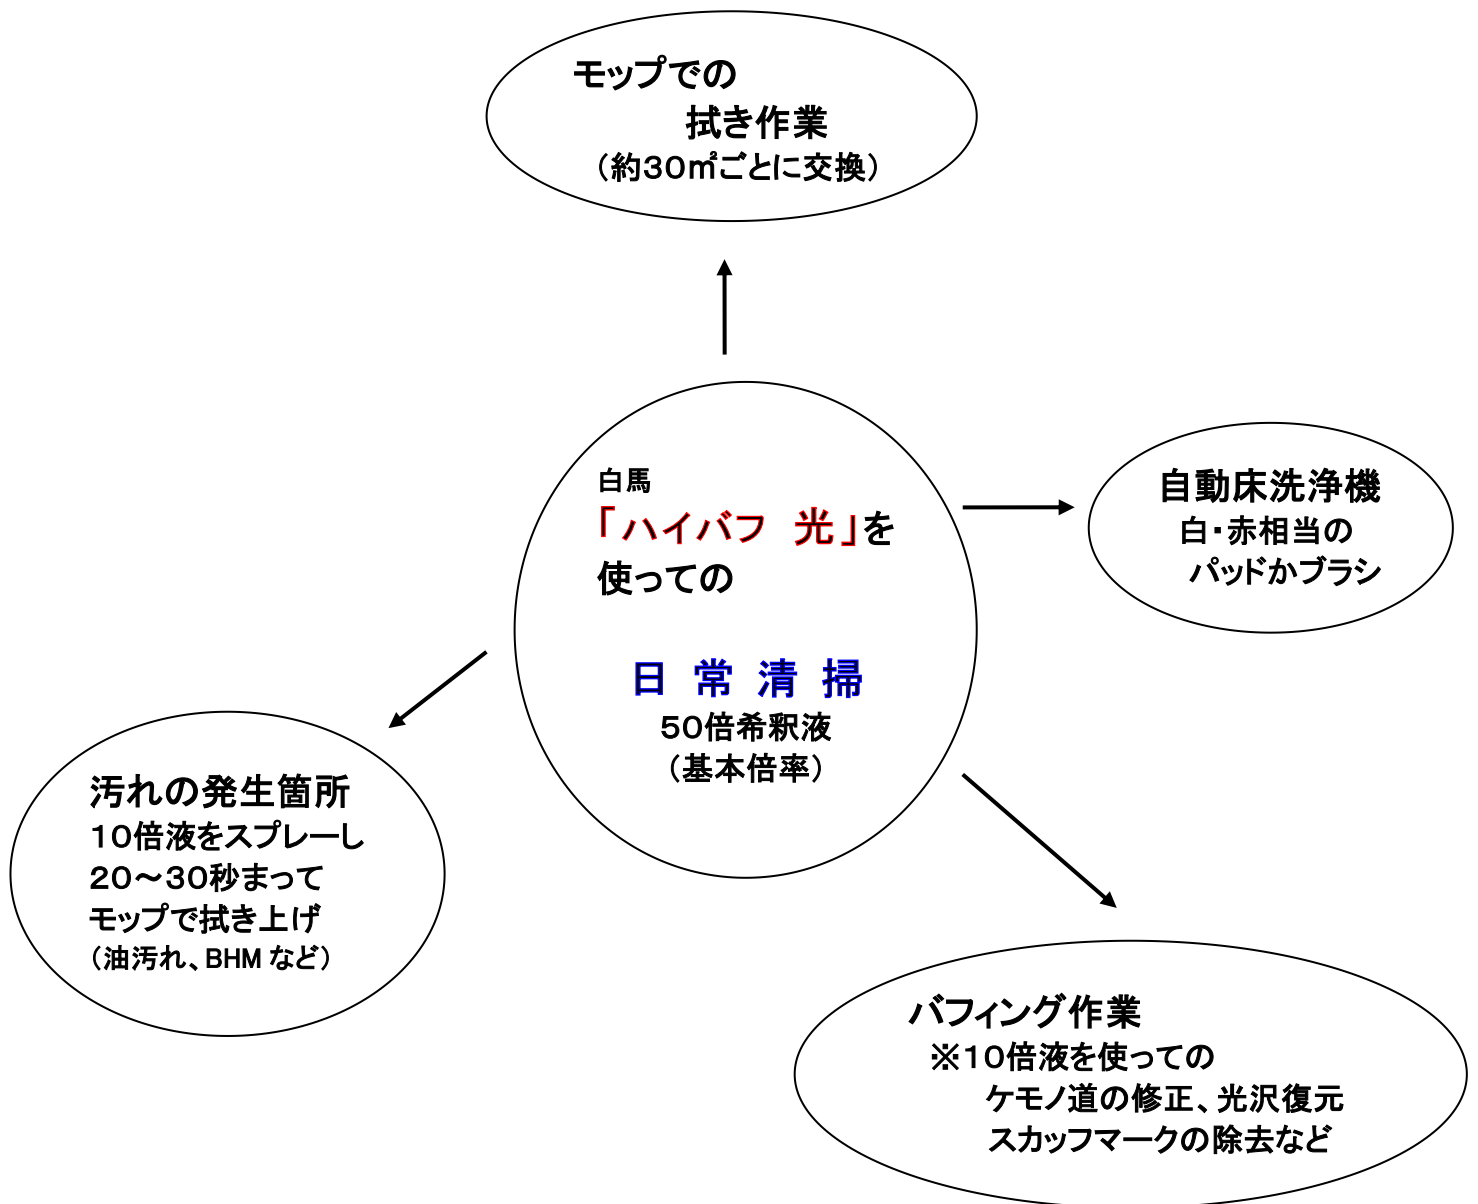 モップでの
拭き作業
（約３０㎡ごとに交換）
白馬
「ハイバフ　光」を
使っての
日　常　清　掃
５０倍希釈液
（基本倍率）
自動床洗浄機
白・赤相当の
パッドかブラシ
汚れの発生箇所
１０倍液をスプレーし
２０～３０秒まって
モップで拭き上げ
（油汚れ、BHM など）
バフィング作業
※１０倍液を使っての
ケモノ道の修正、光沢復元
スカッフマークの除去など